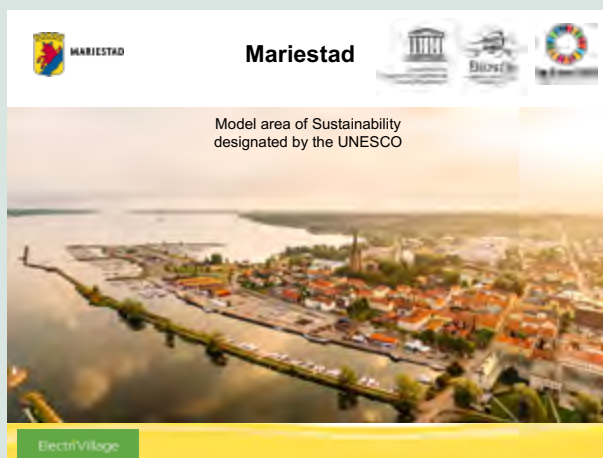 MARIESTAD
Mariestad
Model area of Sustainability
designated by the UNESCO
ElectriVillage